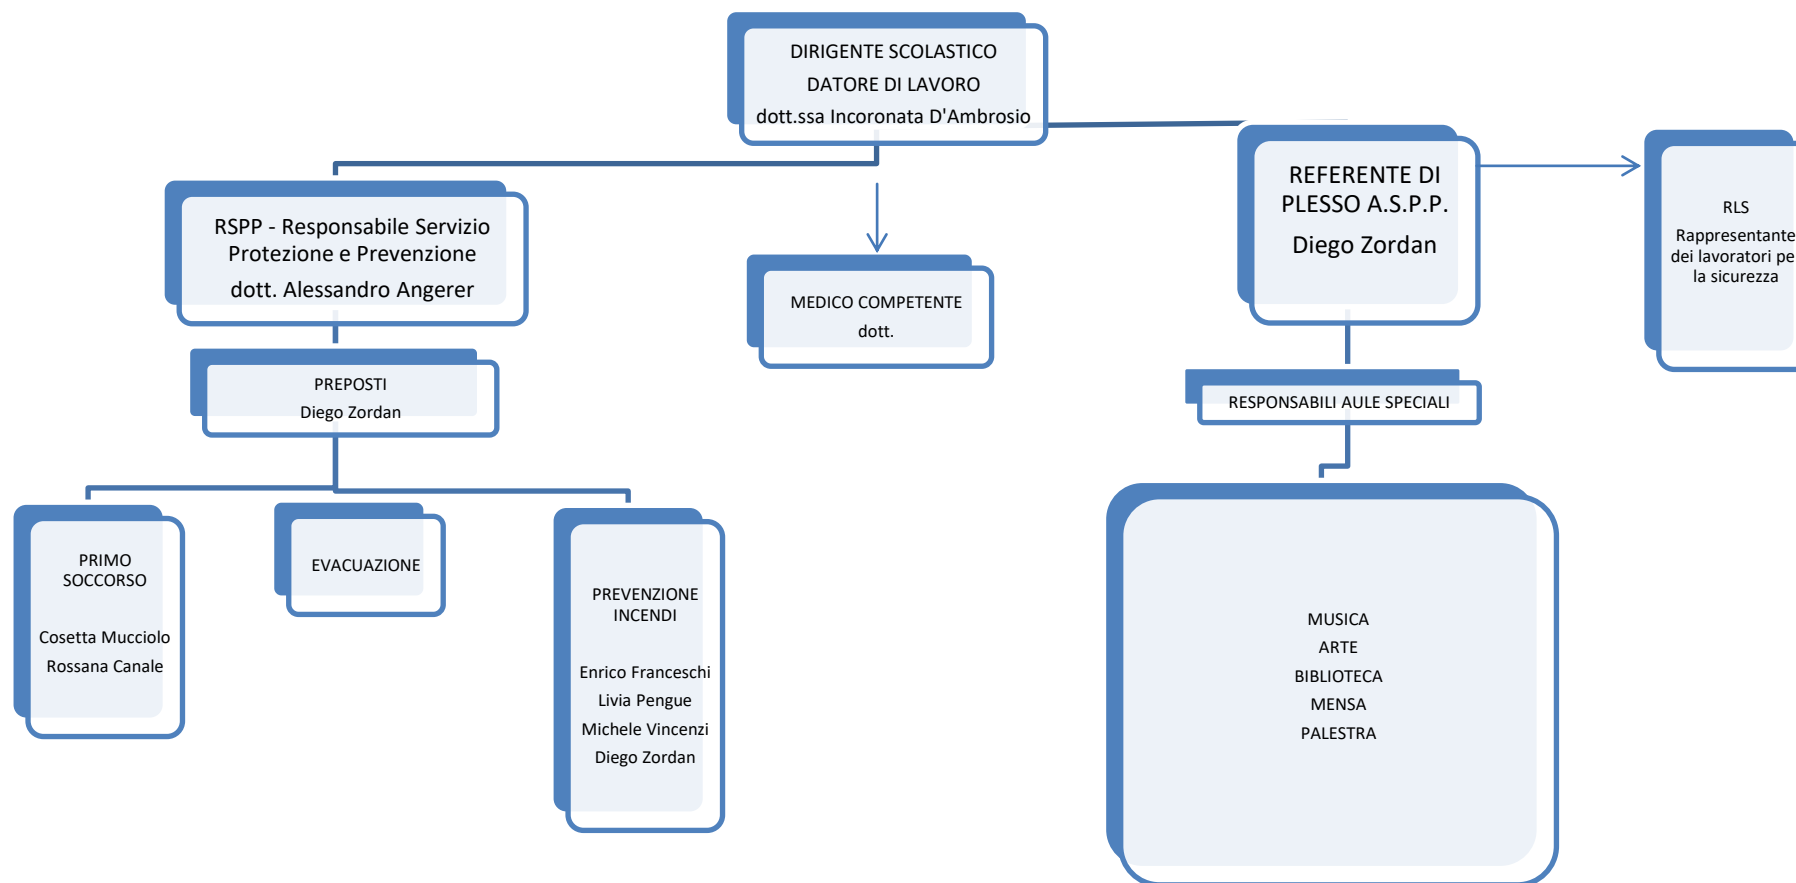 DIRIGENTE SCOLASTICO
DATORE DI LAVORO
dott.ssa Incoronata D'Ambrosio
RSPP - Responsabile Servizio
Protezione e Prevenzione
dott. Alessandro Angerer
MEDICO COMPETENTE
dott.
REFERENTE DI
PLESSO A.S.P.P.
Diego Zordan
RLS
Rappresentante
dei lavoratori pe
la sicurezza
PREPOSTI
Diego Zordan
RESPONSABILI AULE SPECIALI
PRIMO
SOCCORSO
Cosetta Mucciolo
Rossana Canale
EVACUAZIONE
PREVENZIONE
INCENDI
Enrico Franceschi
Livia Pengue
Michele Vincenzi
Diego Zordan
MUSICA
ARTE
BIBLIOTECA
MENSA
PALESTRA